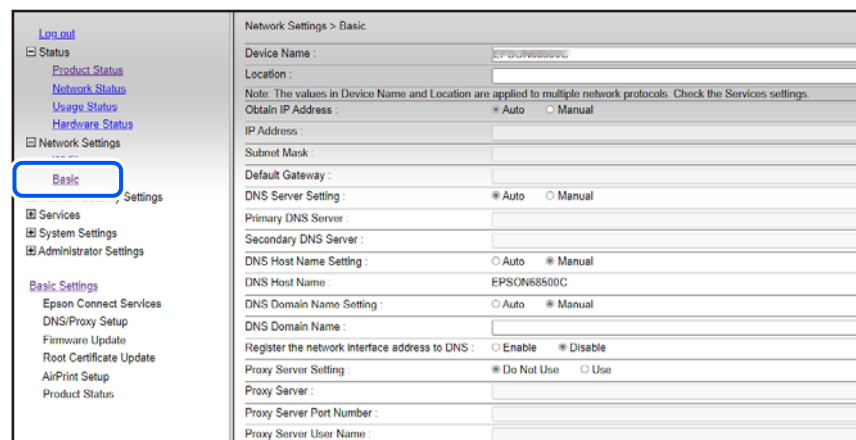 Log out
Status
Product Status
Network Status
Usage Status
Hardware Status
Network Settings
Basic
Settings
Services
System Settings
Administrator Settings
Basic Settings
Epson Connect Services
DNS/Proxy Setup
Firmware Update
Root Certificate Update
AirPrint Setup
Product Status
Network Settings > Basic
Device Name :
Location :
Note: The values in Device Name and Location are applied to multiple network protocols. Check the Services settings.
Obtain IP Address : Auto Manual
IP Address :
Subnet Mask :
Default Gateway :
DNS Server Setting : Auto Manual
Primary DNS Server :
Secondary DNS Server :
DNS Host Name Setting : Auto Manual
DNS Host Name : EPSON68500C
DNS Domain Name Setting : Auto Manual
DNS Domain Name :
Register the network interface address to DNS : Enable Disable
Proxy Server Setting : Do Not Use Use
Proxy Server :
Proxy Server Port Number :
Proxy Server User Name :